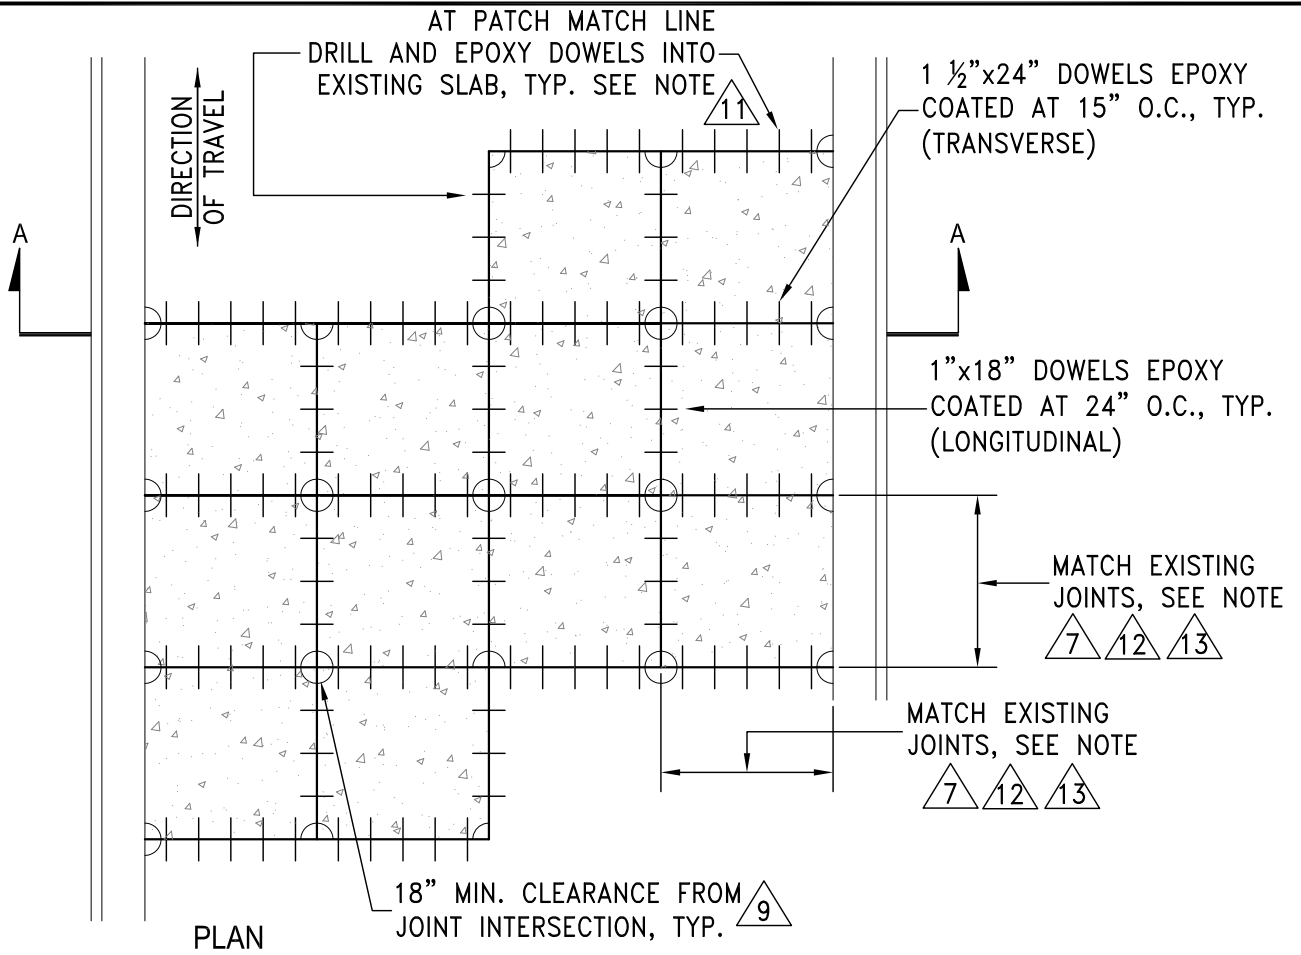 AT PATCH MATCH LINE
DRILL AND EPOXY DOWELS INTO
EXISTING SLAB, TYP. SEE NOTE
11
1 ½”x24” DOWELS EPOXY
COATED AT 15” O.C., TYP.
(TRANSVERSE)
DIRECTION
OF TRAVEL
A
A
1”x18” DOWELS EPOXY
COATED AT 24” O.C., TYP.
(LONGITUDINAL)
MATCH EXISTING
JOINTS, SEE NOTE
7 12 13
MATCH EXISTING
JOINTS, SEE NOTE
7 12 13
18” MIN. CLEARANCE FROM
JOINT INTERSECTION, TYP.
9
PLAN